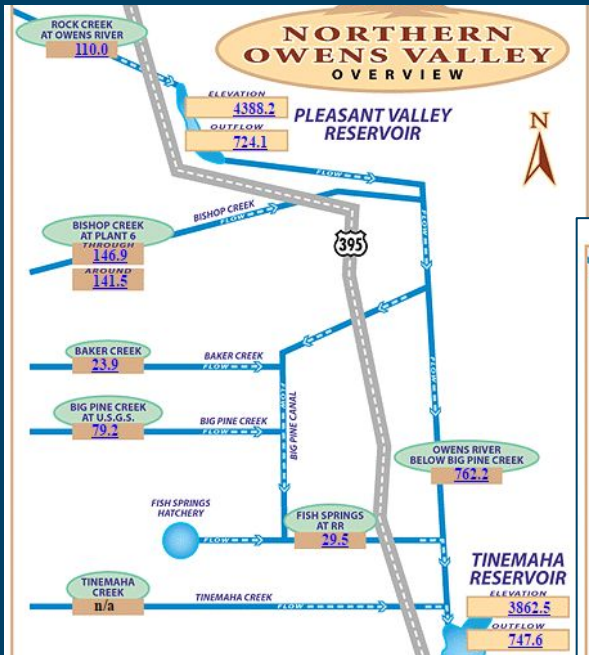 NORTHERN
OWENS VALLEY
OVERVIEW
ROCK CREEK
AT OWENS RIVER
110.0
ELEVATION
4388.2
OUTFLOW
724.1
PLEASANT VALLEY
RESERVOIR
N
FLOW
BISHOP CREEK
FLOW
395
FLOW
BISHOP CREEK
AT PLANT 6
THROUGH
146.9
AROUND
141.5
BAKER CREEK
23.9
BAKER CREEK
FLOW
FLOW
FLOW
BIG PINE CANAL
BIG PINE CREEK
AT U.S.G.S.
79.2
BIG PINE CREEK
FLOW
OWENS RIVER
BELOW BIG PINE CREEK
762.2
FISH SPRINGS
HATCHERY
FLOW
FISH SPRINGS
AT RR
29.5
TINEMAHA
CREEK
n/a
TINEMAHA CREEK
FLOW
TINEMAHA
RESERVOIR
ELEVATION
3862.5
OUTFLOW
747.6